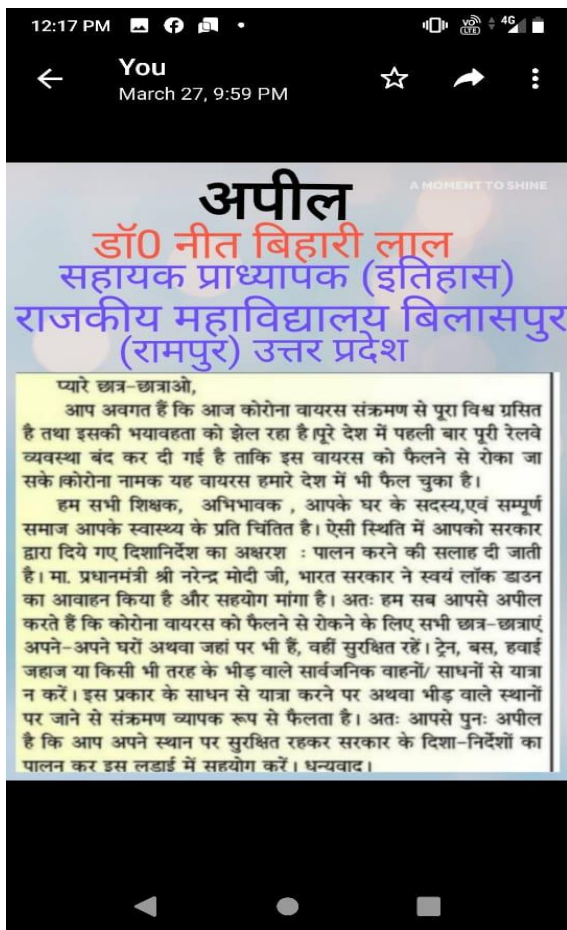 12:17 PM
VO LTE 4G
You
March 27, 9:59 PM
A MOMENT TO SHINE
अपील
डॉ0 नीत बिहारी लाल
सहायक प्राध्यापक (इतिहास)
राजकीय महाविद्यालय बिलासपुर
(रामपुर) उत्तर प्रदेश
प्यारे छात्र-छात्राओ,
आप अवगत हैं कि आज कोरोना वायरस संक्रमण से पूरा विश्व ग्रसित
है तथा इसकी भयावहता को झेल रहा है।पूरे देश में पहली बार पूरी रेलवे
व्यवस्था बंद कर दी गई है ताकि इस वायरस को फैलने से रोका जा
सके।कोरोना नामक यह वायरस हमारे देश में भी फैल चुका है।
हम सभी शिक्षक, अभिभावक , आपके घर के सदस्य,एवं सम्पूर्ण
समाज आपके स्वास्थ्य के प्रति चिंतित है। ऐसी स्थिति में आपको सरकार
द्वारा दिये गए दिशानिर्देश का अक्षरश : पालन करने की सलाह दी जाती
है। मा. प्रधानमंत्री श्री नरेन्द्र मोदी जी, भारत सरकार ने स्वयं लॉक डाउन
का आवाहन किया है और सहयोग मांगा है। अतः हम सब आपसे अपील
करते हैं कि कोरोना वायरस को फैलने से रोकने के लिए सभी छात्र-छात्राएं
अपने-अपने घरों अथवा जहां पर भी हैं, वहीं सुरक्षित रहें। ट्रेन, बस, हवाई
जहाज या किसी भी तरह के भीड़ वाले सार्वजनिक वाहनों/ साधनों से यात्रा
न करें। इस प्रकार के साधन से यात्रा करने पर अथवा भीड़ वाले स्थानों
पर जाने से संक्रमण व्यापक रूप से फैलता है। अतः आपसे पुनः अपील
है कि आप अपने स्थान पर सुरक्षित रहकर सरकार के दिशा-निर्देशों का
पालन कर इस लडाई में सहयोग करें। धन्यवाद।